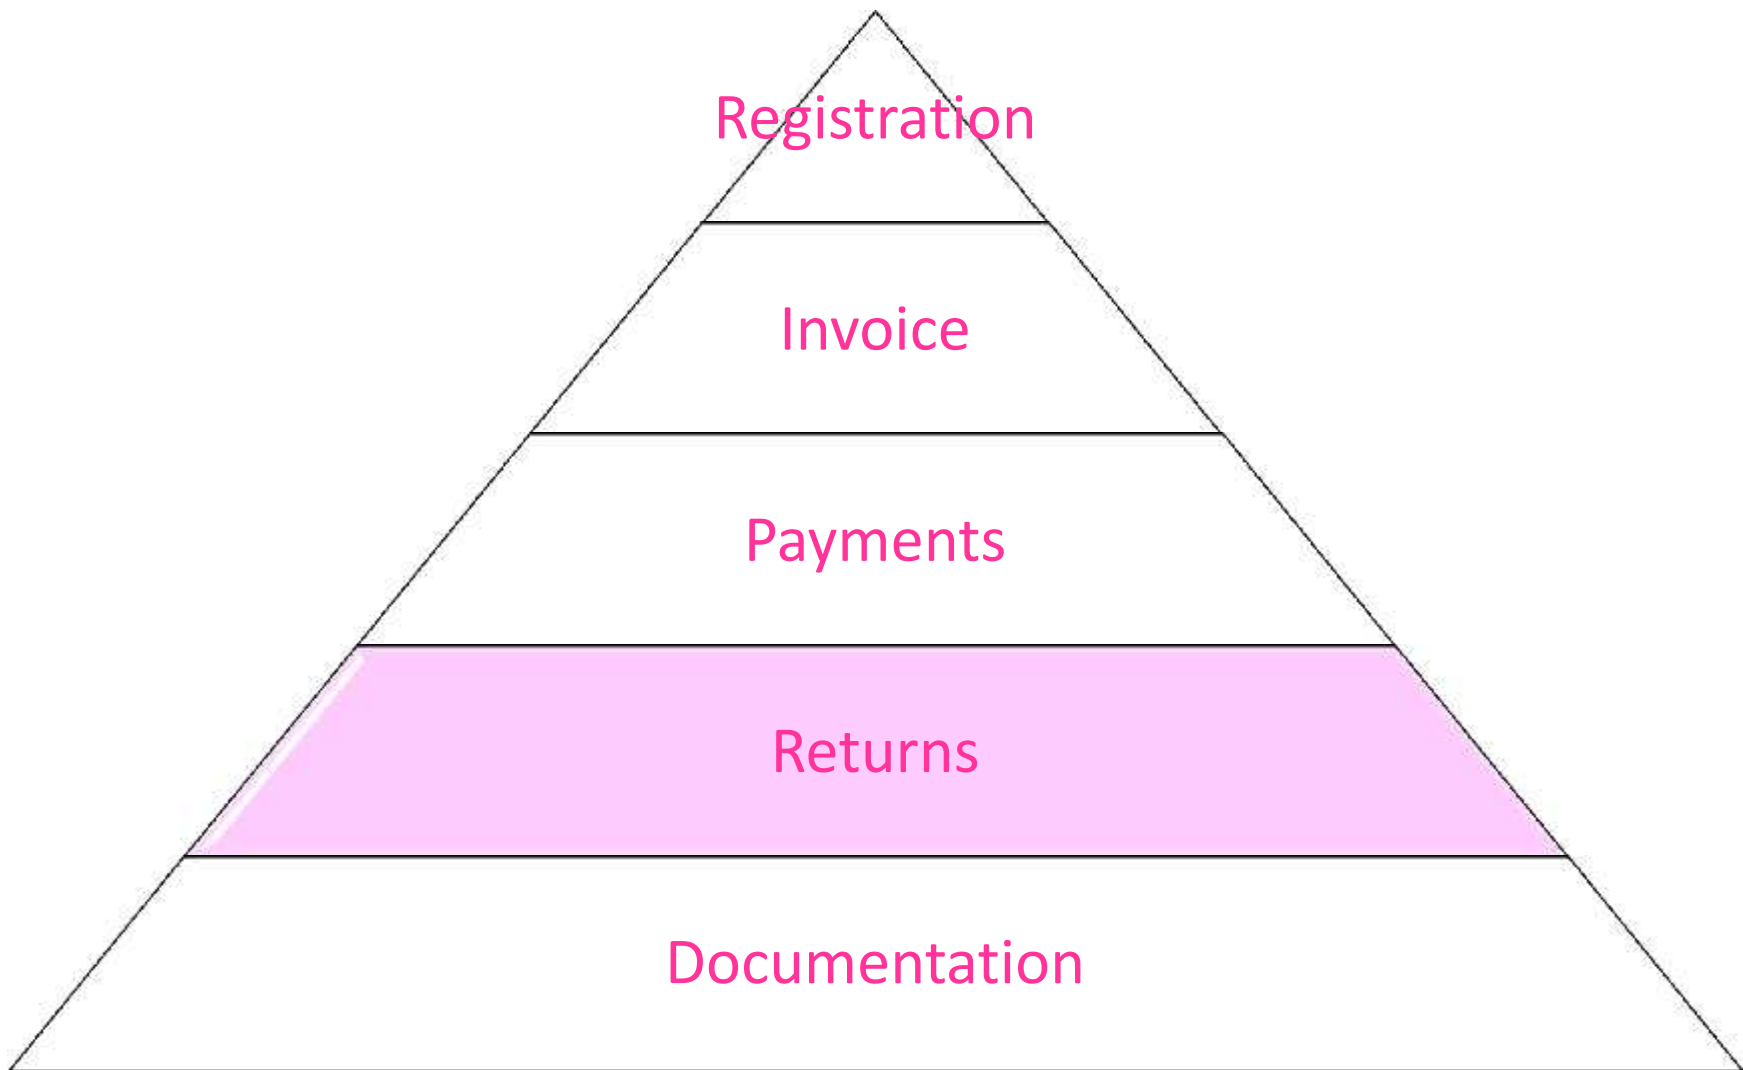 Registration
Invoice
Payments
Returns
Documentation